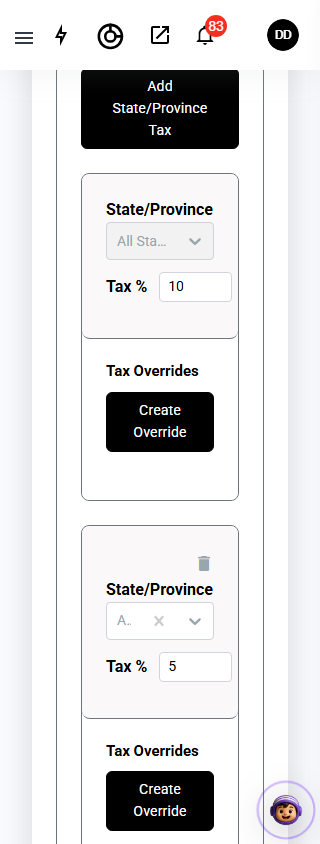 83
DD
Add
State/Province
Tax
State/Province
All Sta...
Tax %
10
Tax Overrides
Create
Override
State/Province
A..
Tax %
5
Tax Overrides
Create
Override